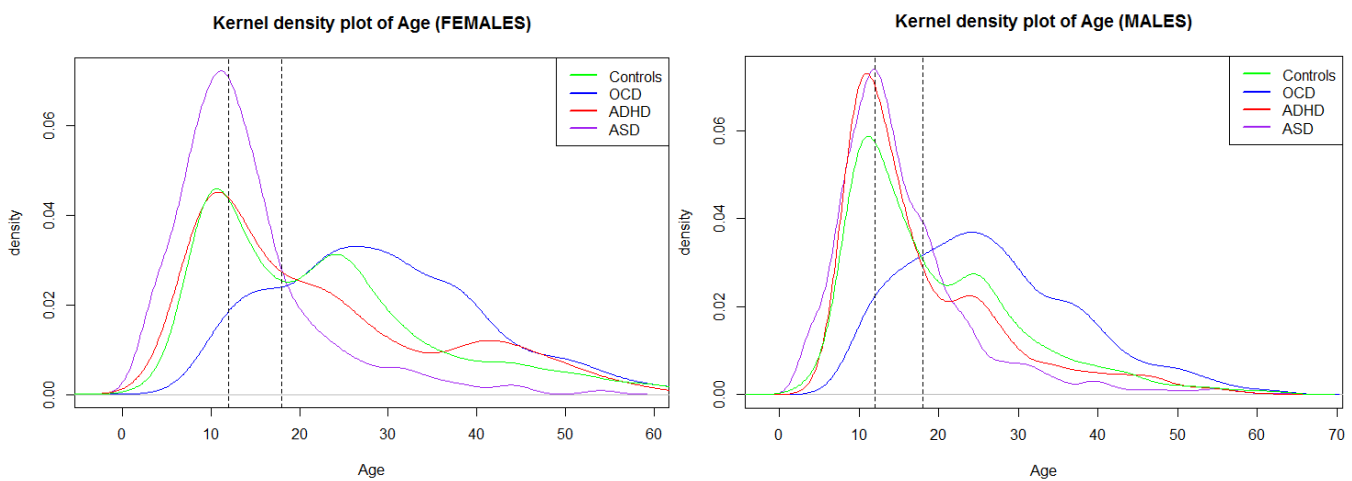 Kernel density plot of Age (FEMALES)
Controls
OCD
ADHD
ASD
density
0.00
0.02
0.04
0.06
0
10
20
30
40
50
60
Age
Kernel density plot of Age (MALES)
Controls
OCD
ADHD
ASD
density
0.00
0.02
0.04
0.06
0
10
20
30
40
50
60
70
Age